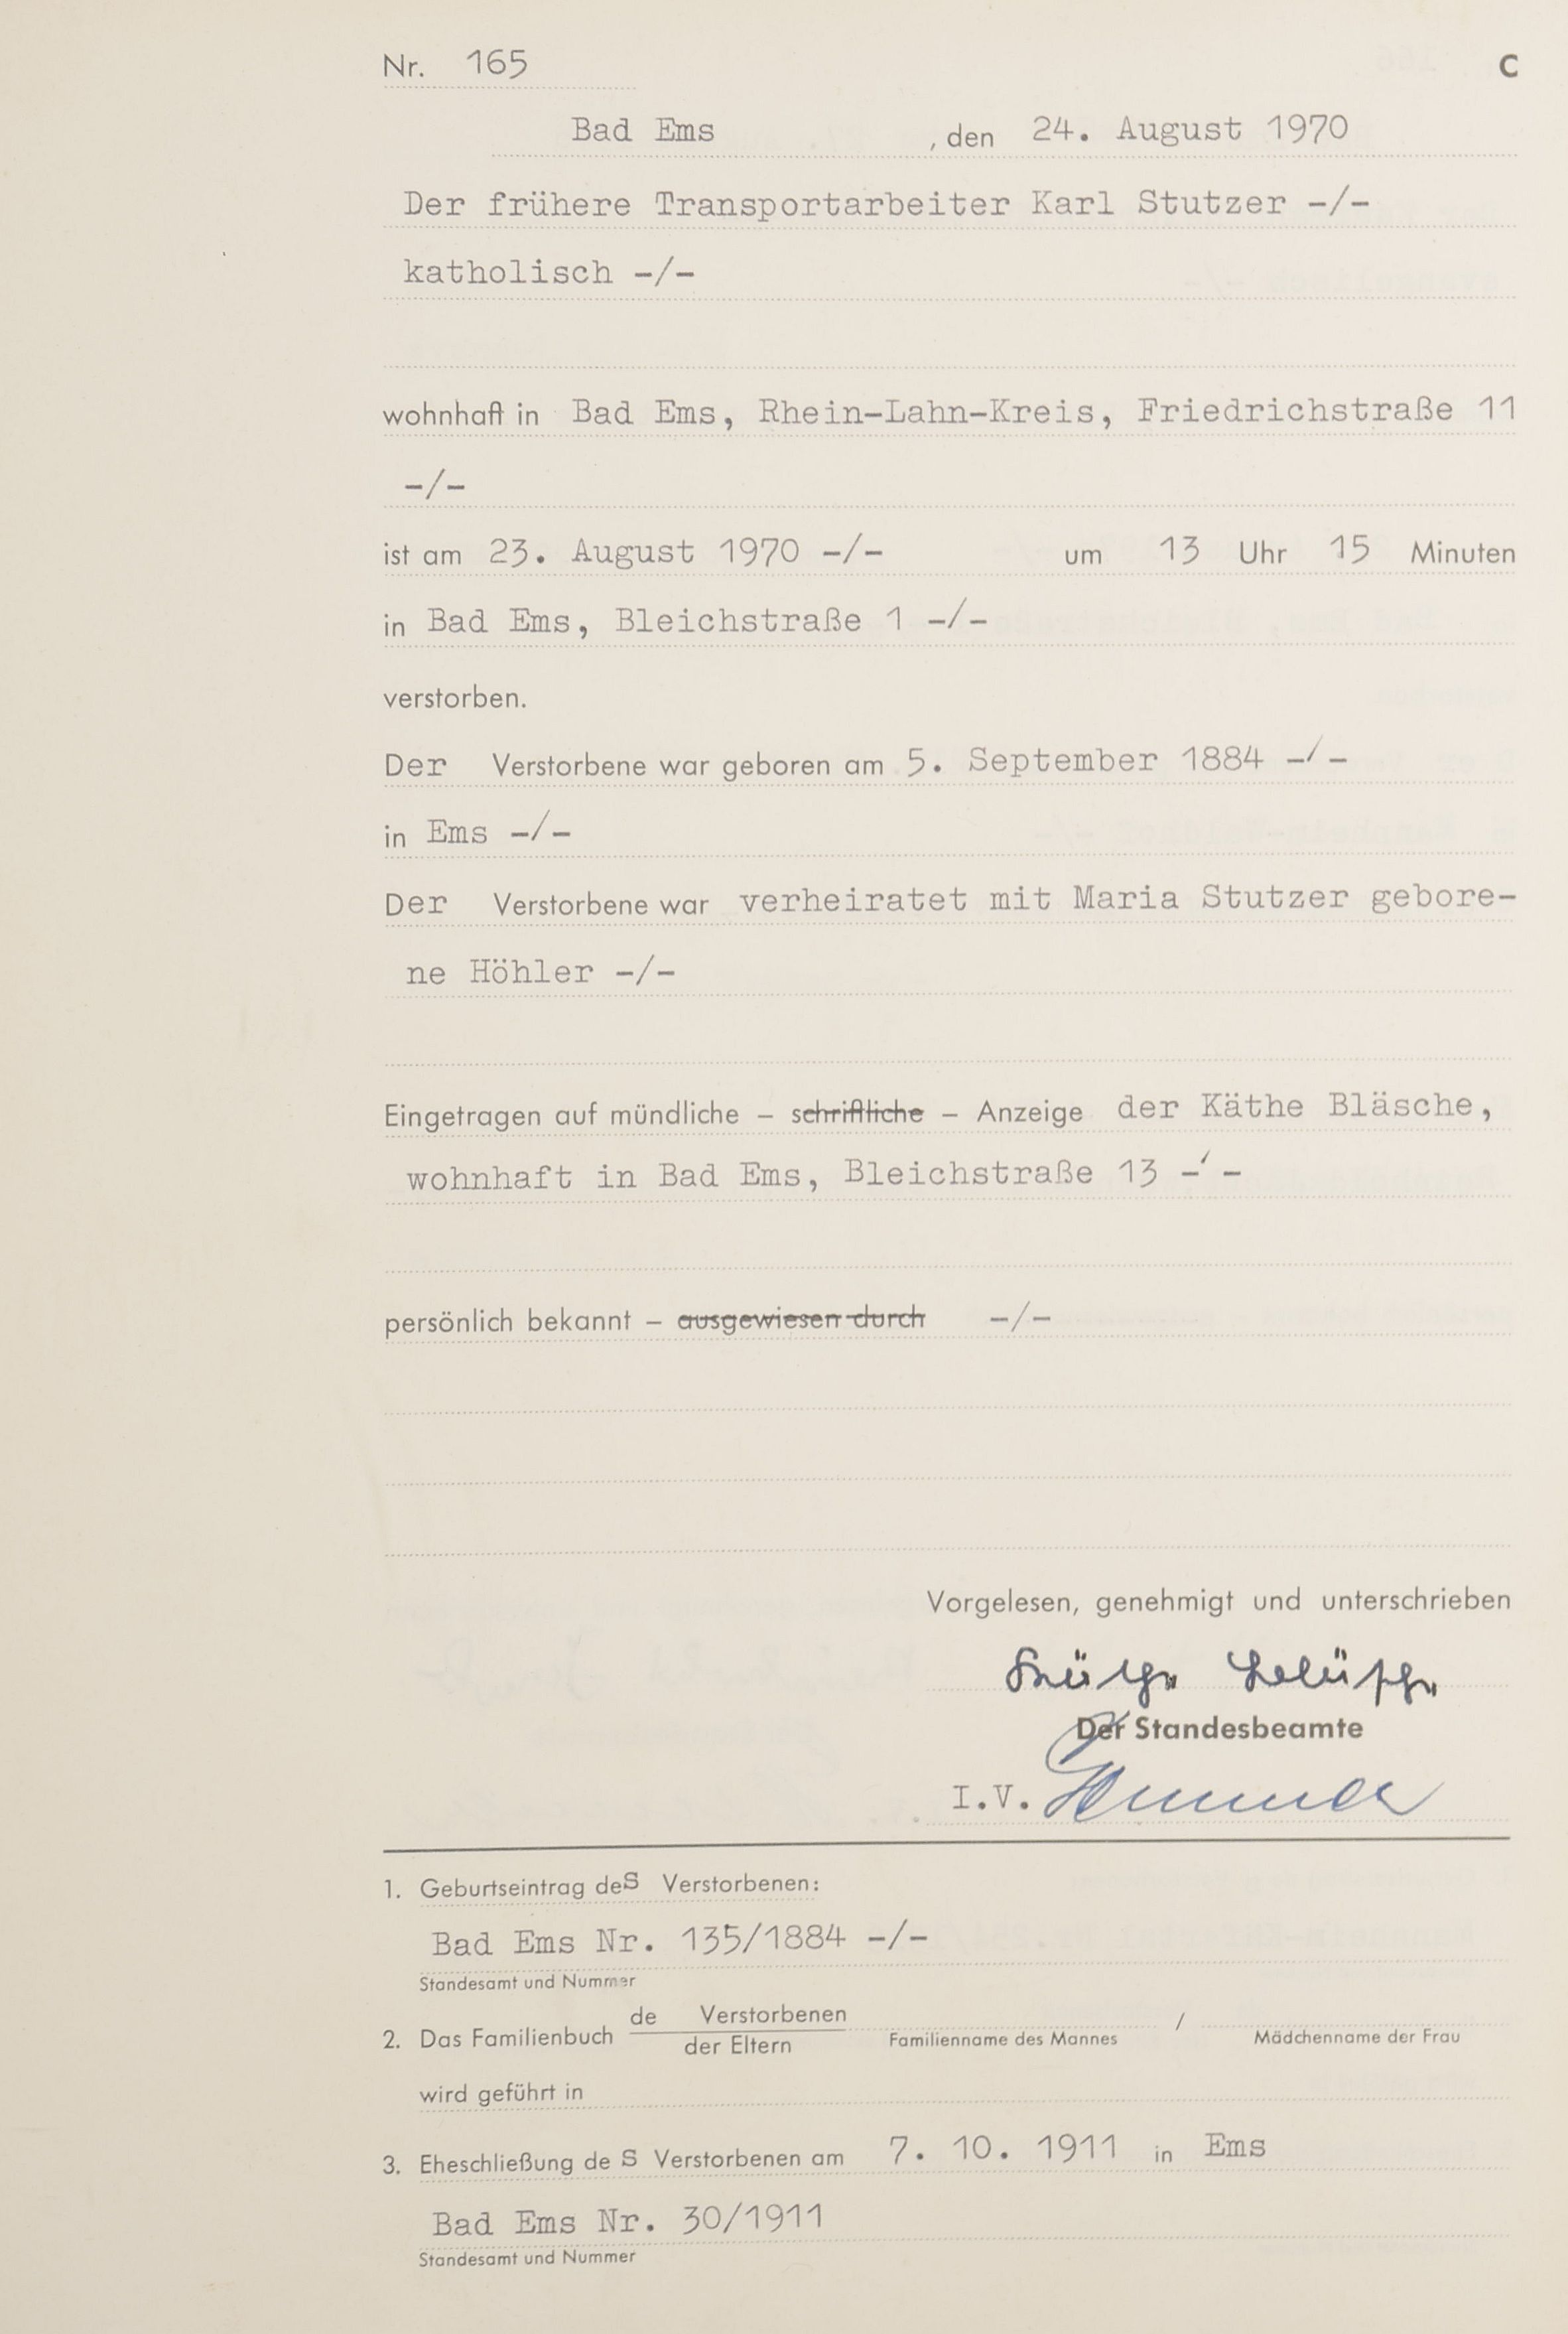 Nr. 165 C
Bad Ems , den 24. August 1970
Der frühere Transportarbeiter Karl Stutzer -/-
katholisch -/-
wohnhaft in Bad Ems, Rhein-Lahn-Kreis, Friedrichstraße 11
-/-
ist am 23. August 1970 -/- um 13 Uhr 15 Minuten
in Bad Ems, Bleichstraße 1 -/-
verstorben.
Der Verstorbene war geboren am 5. September 1884 -/-
in Ems -/-
Der Verstorbene war verheiratet mit Maria Stutzer gebore-
ne Höhler -/-
Eingetragen auf mündliche – schriftliche – Anzeige der Käthe Bläsche,
wohnhaft in Bad Ems, Bleichstraße 13 -/-
persönlich bekannt – ausgewiesen durch -/-
Vorgelesen, genehmigt und unterschrieben
Der Standesbeamte
I.V.
1. Geburtseintrag des Verstorbenen:
Bad Ems Nr. 135/1884 -/-
Standesamt und Nummer
2. Das Familienbuch de Verstorbenen / 
der Eltern Familienname des Mannes Mädchenname der Frau
wird geführt in
3. Eheschließung des Verstorbenen am 7. 10. 1911 in Ems
Bad Ems Nr. 30/1911
Standesamt und Nummer